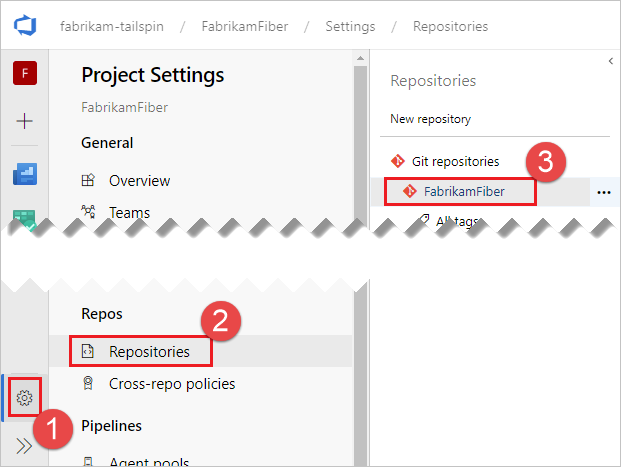 fabrikam-tailspin / FabrikamFiber / Settings / Repositories
F
Project Settings
FabrikamFiber
General
Overview
Teams
Repos
2
Repositories
Cross-repo policies
1
Pipelines
Agent pools
Repositories
New repository
Git repositories
3
FabrikamFiber
All tags